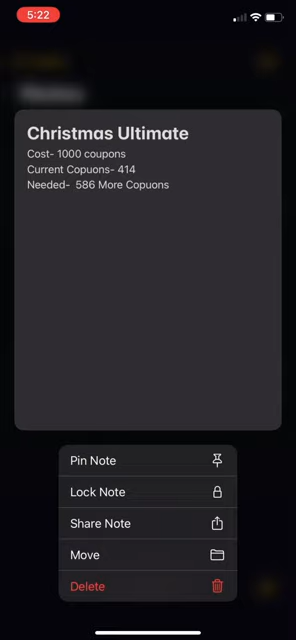 5:22
Christmas Ultimate
Cost- 1000 coupons
Current Copuons- 414
Needed- 586 More Copuons
Pin Note
Lock Note
Share Note
Move
Delete